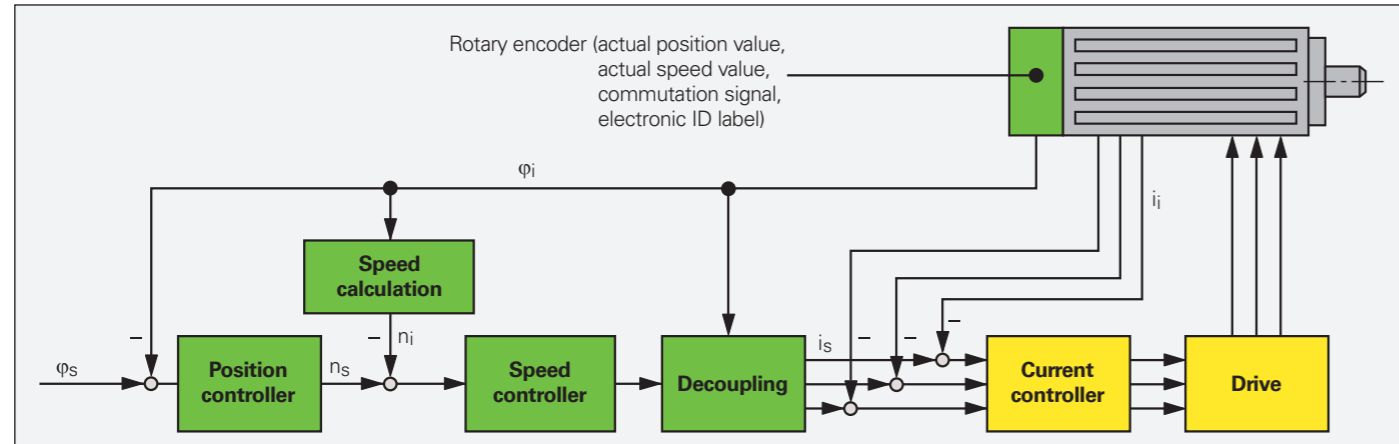 Rotary encoder (actual position value,
actual speed value,
commutation signal,
electronic ID label)
φi
ii
Speed
calculation
– – ni is – – –
φs Position
controller
ns Speed
controller
Decoupling
Current
controller
Drive